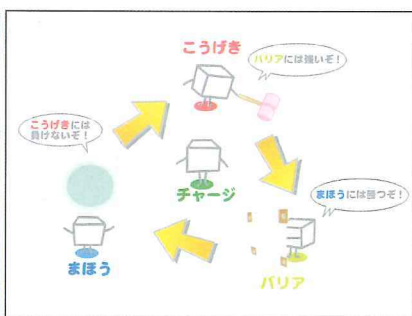 こうげき
バリアには強いぞ！
こうげきには
負けないぞ！
チャージ
まほうには勝つぞ！
まほう
バリア